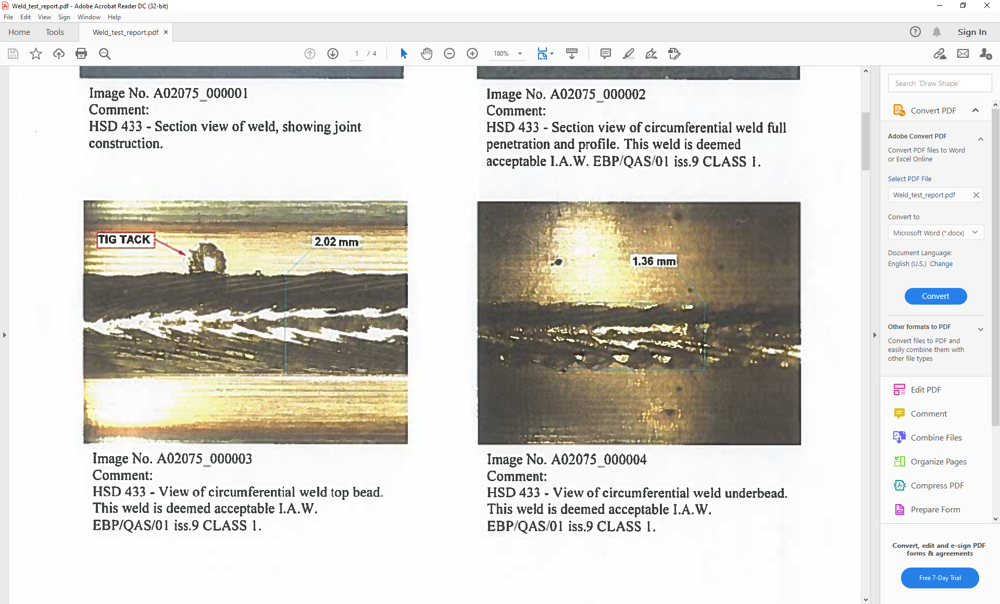 Weld_test_report.pdf - Adobe Acrobat Reader DC (32-bit)
File Edit View Sign Window Help
Home Tools Weld_test_report.pdf Sign In
1 / 4 180%
Image No. A02075_000001
Comment:
HSD 433 - Section view of weld, showing joint
construction.
Image No. A02075_000002
Comment:
HSD 433 - Section view of circumferential weld full
penetration and profile. This weld is deemed
acceptable I.A.W. EBP/QAS/01 iss.9 CLASS 1.
TIG TACK
2.02 mm
1.36 mm
Image No. A02075_000003
Comment:
HSD 433 - View of circumferential weld top bead.
This weld is deemed acceptable I.A.W.
EBP/QAS/01 iss.9 CLASS 1.
Image No. A02075_000004
Comment:
HSD 433 - View of circumferential weld underbead.
This weld is deemed acceptable I.A.W.
EBP/QAS/01 iss.9 CLASS 1.
Search 'Draw Shape'
Convert PDF
Adobe Convert PDF
Convert PDF files to Word
or Excel Online
Select PDF File
Weld_test_report.pdf
Convert to
Microsoft Word (*.docx)
Document Language:
English (U.S.) Change
Convert
Other formats to PDF
Convert files to PDF and
easily combine them with
other file types
Edit PDF
Comment
Combine Files
Organize Pages
Compress PDF
Prepare Form
Convert, edit and e-sign PDF
forms & agreements
Free 7-Day Trial